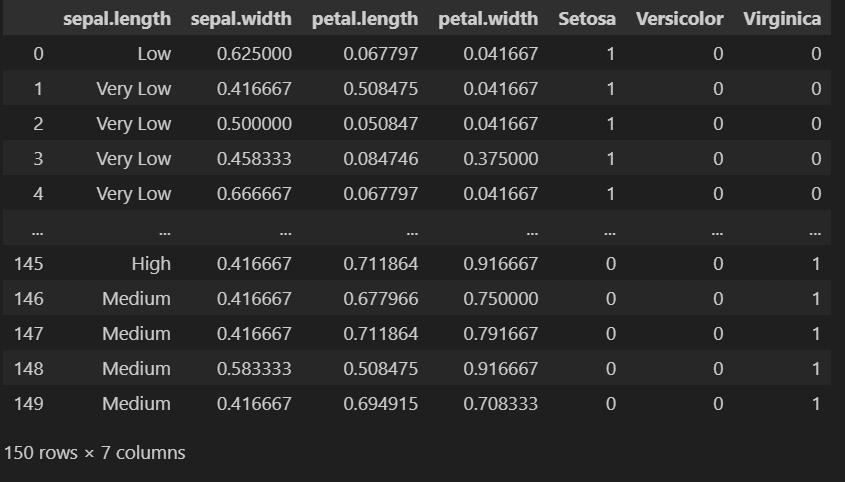 sepal.length sepal.width petal.length petal.width Setosa Versicolor Virginica
0 Low 0.625000 0.067797 0.041667 1 0 0
1 Very Low 0.416667 0.508475 0.041667 1 0 0
2 Very Low 0.500000 0.050847 0.041667 1 0 0
3 Very Low 0.458333 0.084746 0.375000 1 0 0
4 Very Low 0.666667 0.067797 0.041667 1 0 0
... ... ... ... ... ... ... ...
145 High 0.416667 0.711864 0.916667 0 0 1
146 Medium 0.416667 0.677966 0.750000 0 0 1
147 Medium 0.416667 0.711864 0.791667 0 0 1
148 Medium 0.583333 0.508475 0.916667 0 0 1
149 Medium 0.416667 0.694915 0.708333 0 0 1
150 rows × 7 columns